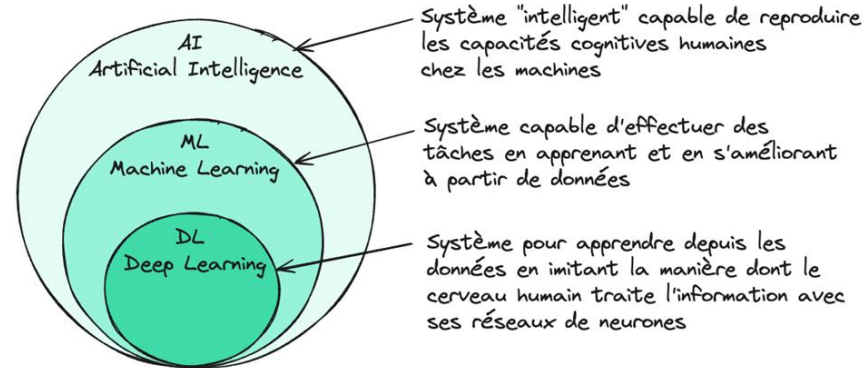 AI
Artificial Intelligence
Système "intelligent" capable de reproduire
les capacités cognitives humaines
chez les machines
ML
Machine Learning
Système capable d'effectuer des
tâches en apprenant et en s'améliorant
à partir de données
DL
Deep Learning
Système pour apprendre depuis les
données en imitant la manière dont le
cerveau humain traite l'information avec
ses réseaux de neurones